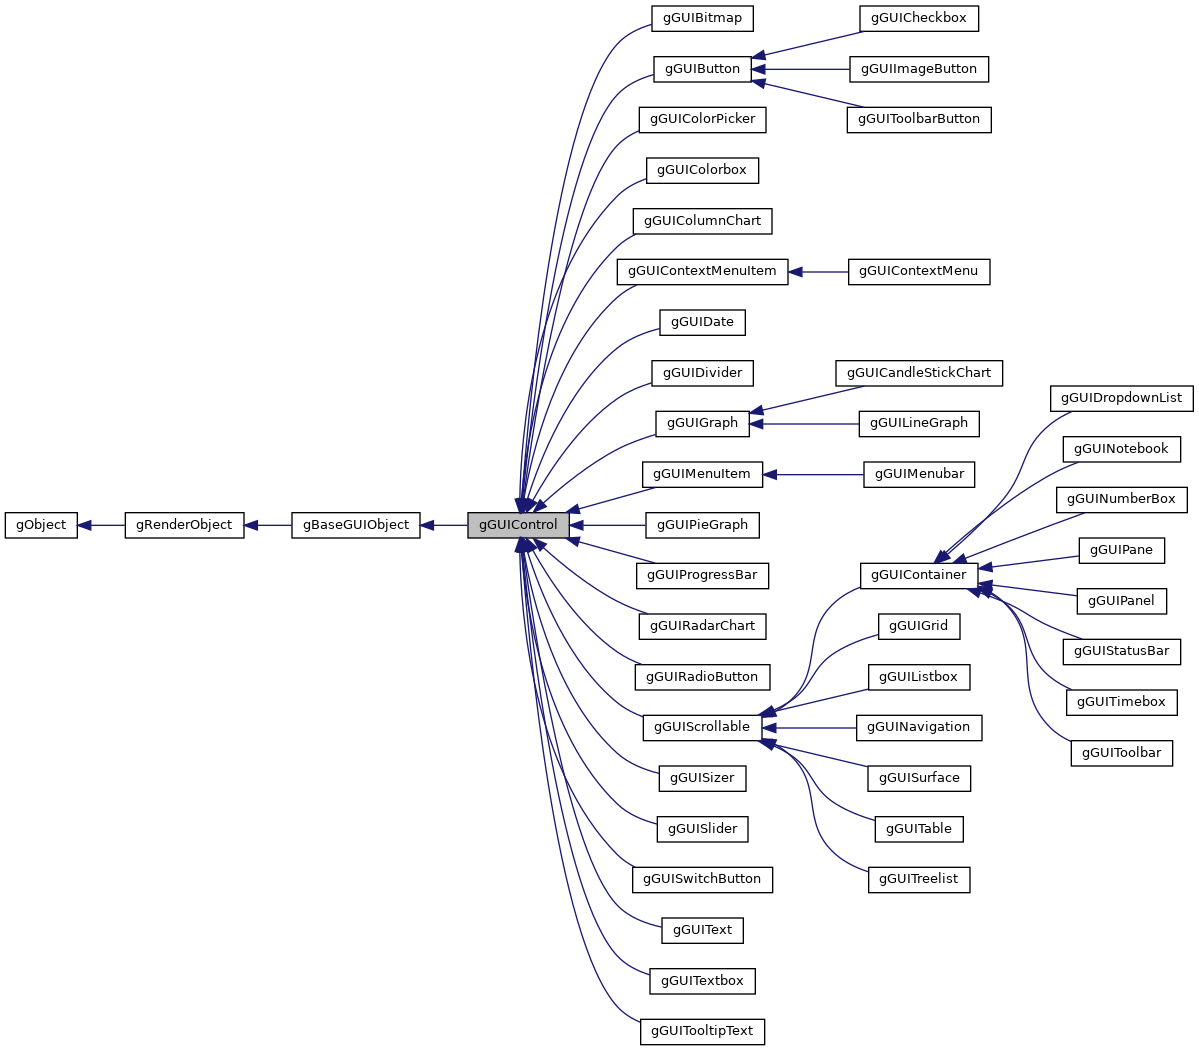 gObject
gRenderObject
gBaseGUIObject
gGUIControl
gGUIBitmap
gGUIButton
gGUIColorPicker
gGUIColorbox
gGUIColumnChart
gGUIContextMenuItem
gGUIDate
gGUIDivider
gGUIGraph
gGUIMenuItem
gGUIPieGraph
gGUIProgressBar
gGUIRadarChart
gGUIRadioButton
gGUIScrollable
gGUISizer
gGUISlider
gGUISwitchButton
gGUIText
gGUITextbox
gGUITooltipText
gGUICheckbox
gGUIImageButton
gGUIToolbarButton
gGUIContextMenu
gGUICandleStickChart
gGUILineGraph
gGUIMenubar
gGUIContainer
gGUIGrid
gGUIListbox
gGUINavigation
gGUISurface
gGUITable
gGUITreelist
gGUIDropdownList
gGUINotebook
gGUINumberBox
gGUIPane
gGUIPanel
gGUIStatusBar
gGUITimebox
gGUIToolbar